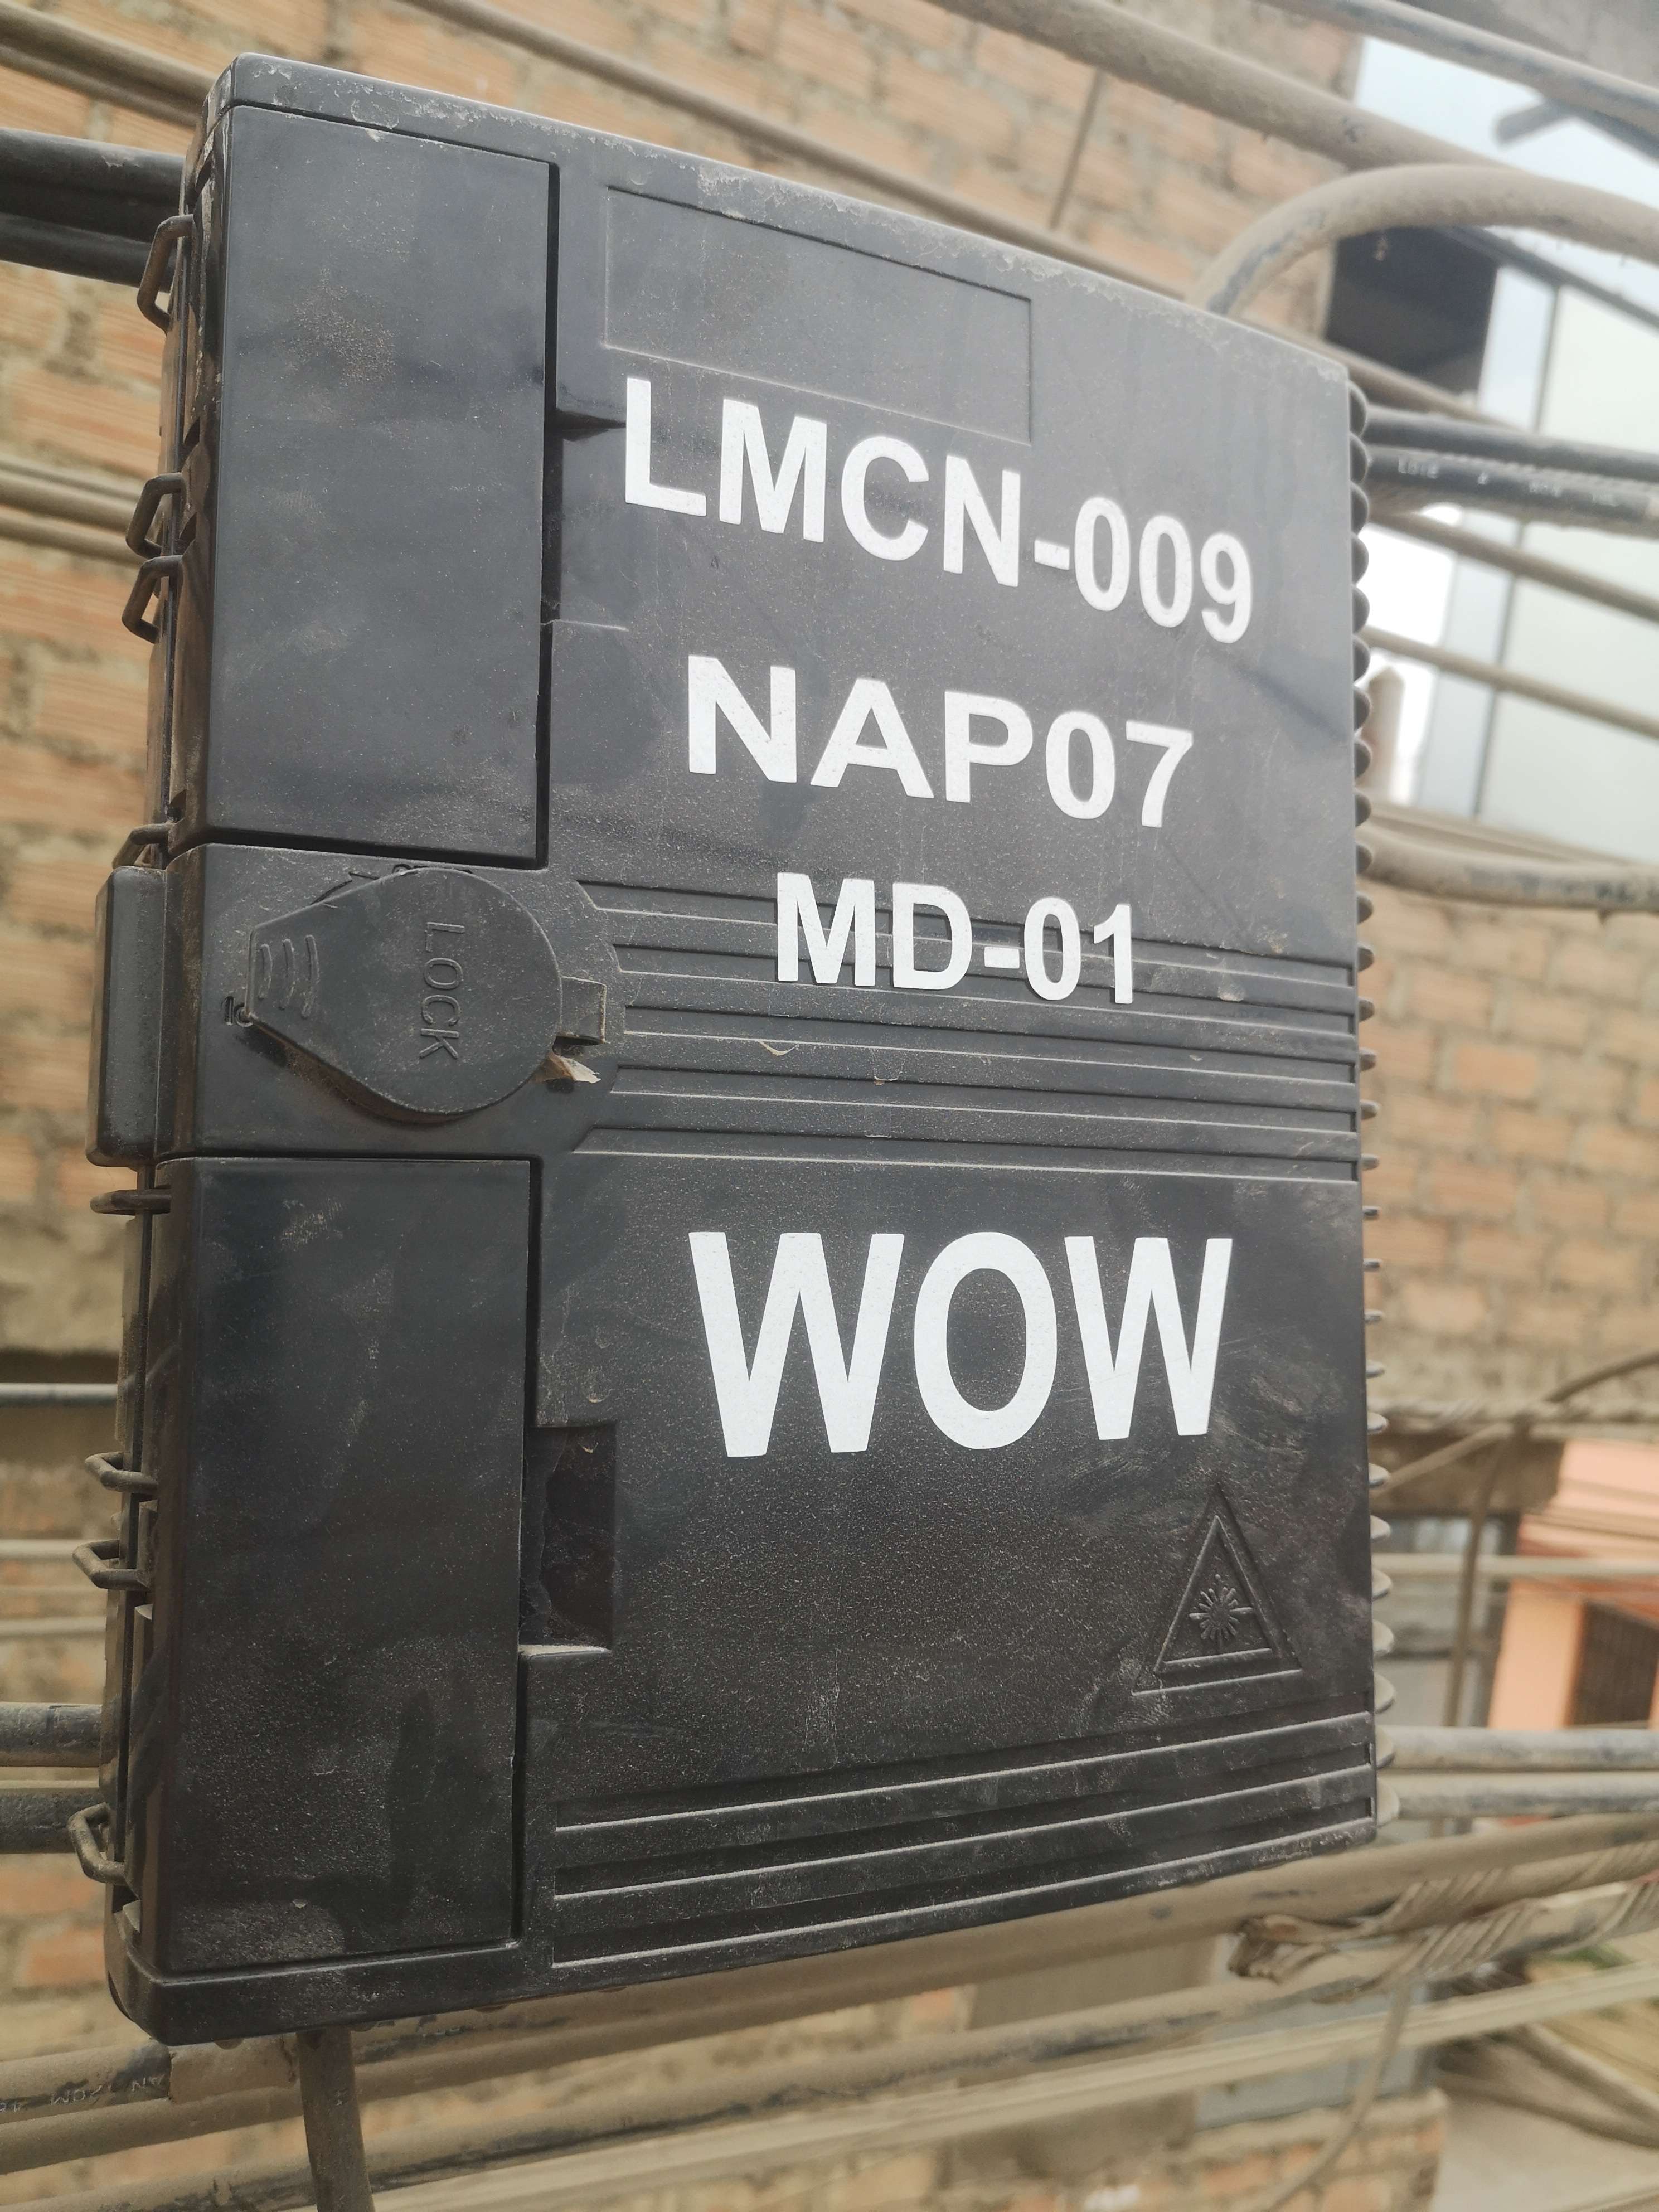 LMCN-009
NAP07
MD-01
LOCK
WOW